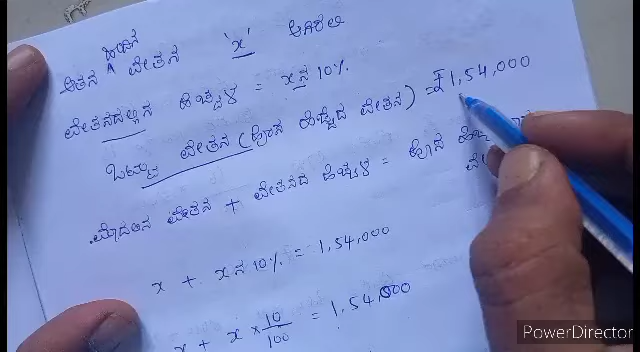 ಹಿಂದಿನ
ಆತನ ∧ ವೇತನ 'x' ಆಗಿರಲಿ
ವೇತನದಲ್ಲಿನ ಹೆಚ್ಚಳ = x ನ 10%
ಒಟ್ಟು ವೇತನ (ಹೊಸ ಹೆಚ್ಚಿದ ವೇತನ) = ₹1,54,000
ಮೊದಲಿನ ವೇತನ + ವೇತನದ ಹೆಚ್ಚಳ = ಹೊಸ
x + x ನ 10% = 1,54,000
x + x × 10/100 = 1,54,000
PowerDirector